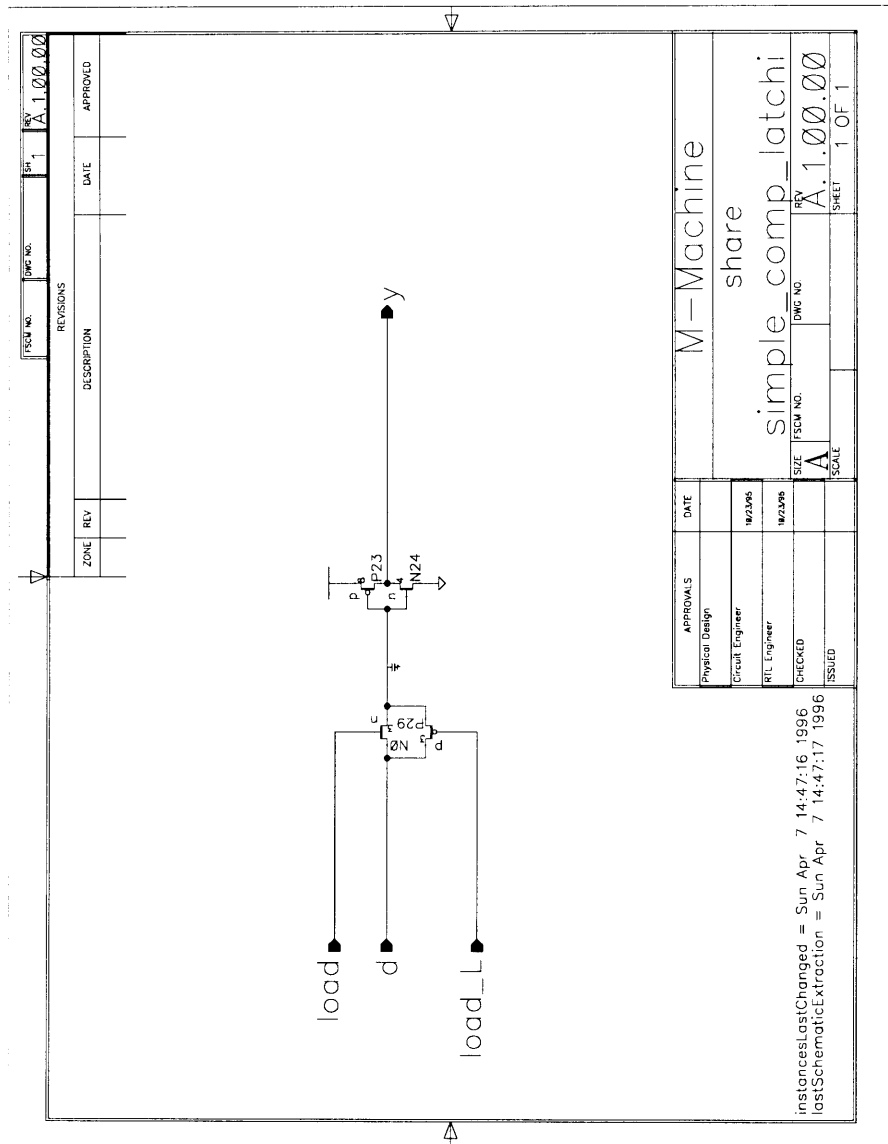 FSCM NO.
DWG NO.
SH
1
REV
A.1.00.00
REVISIONS
ZONE
REV
DESCRIPTION
DATE
APPROVED
load
d
load_L
n
N0
P29
p
p
8
P23
n
4
N24
y
instancesLastChanged = Sun Apr 7 14:47:16 1996
lastSchematicExtraction = Sun Apr 7 14:47:17 1996
APPROVALS
DATE
Physical Design
Circuit Engineer
10/23/95
RTL Engineer
10/23/95
CHECKED
ISSUED
M-Machine
share
simple_comp_latchi
SIZE
A
FSCM NO.
DWG NO.
REV
A.1.00.00
SCALE
SHEET
1 OF 1